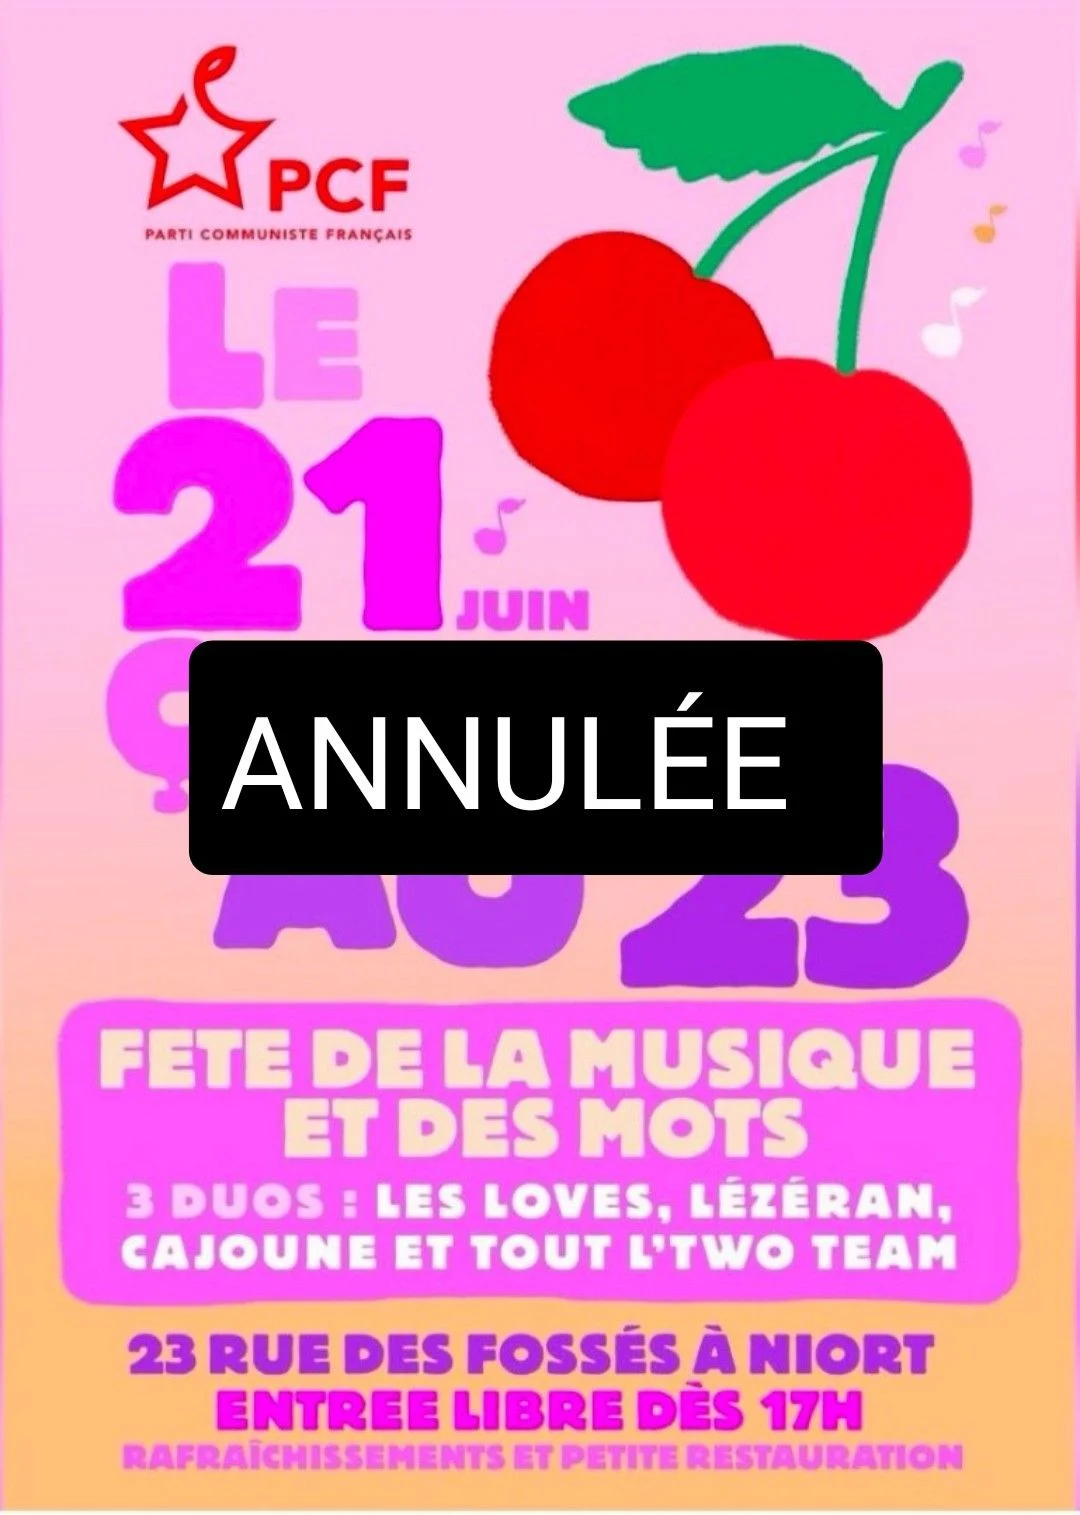 PCF
PARTI COMMUNISTE FRANÇAIS
LE
21
JUIN
ANNULÉE
AU 23
FETE DE LA MUSIQUE
ET DES MOTS
3 DUOS : LES LOVES, LÉZÉRAN,
CAJOUNE ET TOUT L'TWO TEAM
23 RUE DES FOSSÉS À NIORT
ENTREE LIBRE DÈS 17H
RAFRAÎCHISSEMENTS ET PETITE RESTAURATION